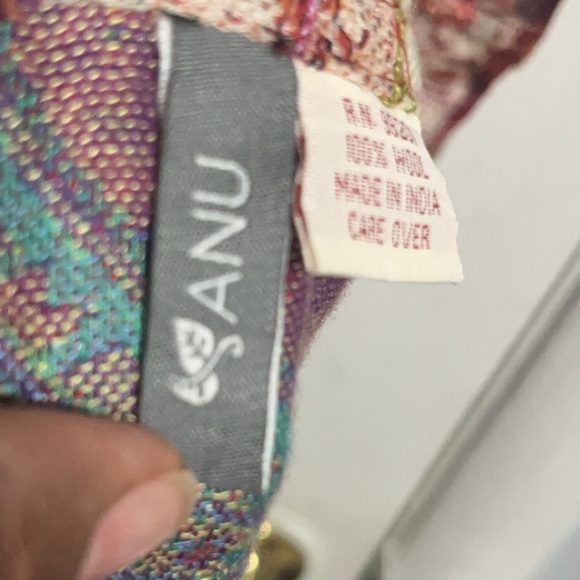 ANU
R.N.
100% WOOL
MADE IN INDIA
CARE OVER